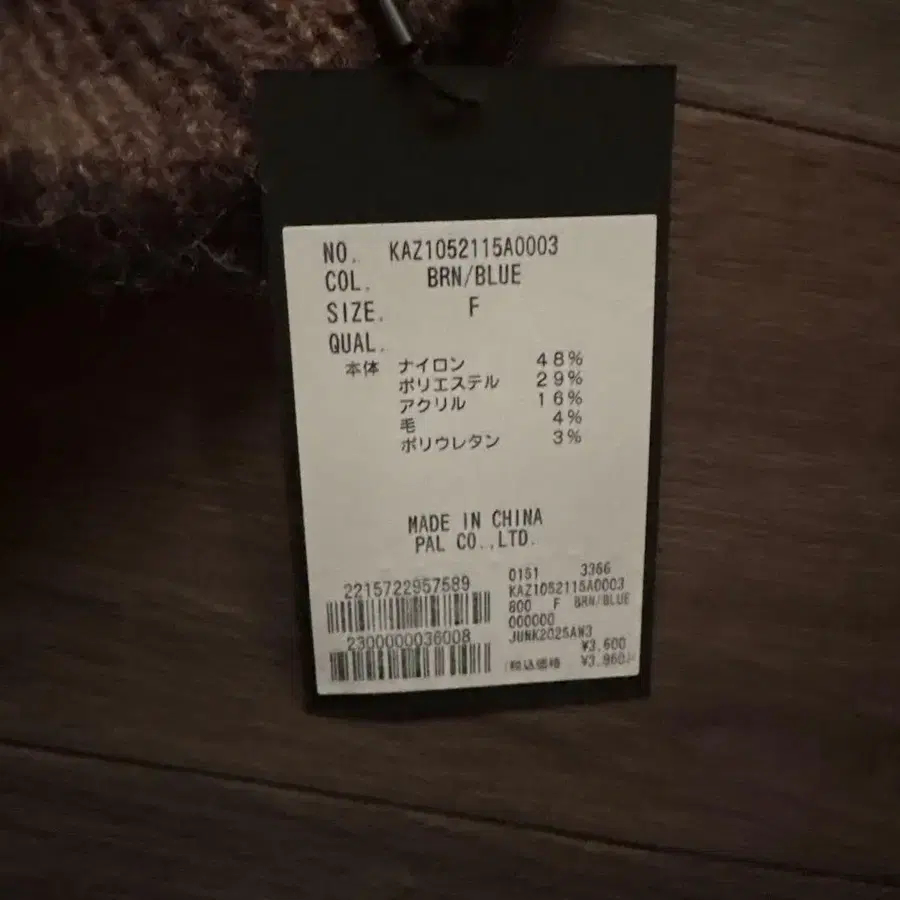 NO. KAZ1052115A0003
COL. BRN/BLUE
SIZE. F
QUAL.
本体 ナイロン 48%
ポリエステル 29%
アクリル 16%
毛 4%
ポリウレタン 3%
MADE IN CHINA
PAL CO.,LTD.
2215722957589
2300000036008
0151 3366
KAZ1052115A0003
800 F BRN/BLUE
000000
JUNK2025AW3
¥3,600
(税込価格 ¥3,960)